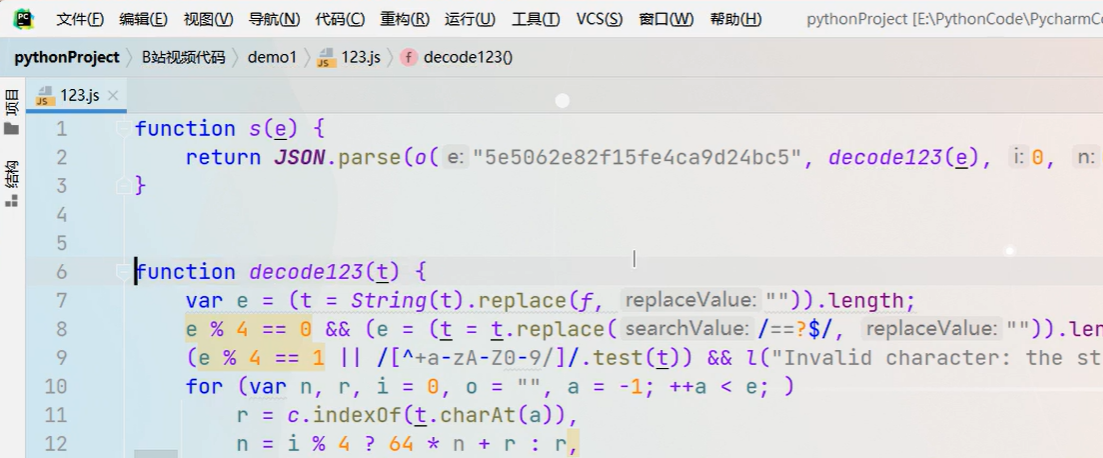 PC 文件(F) 编辑(E) 视图(V) 导航(N) 代码(C) 重构(R) 运行(U) 工具(T) VCS(S) 窗口(W) 帮助(H) pythonProject [E:\PythonCode\PycharmCo
pythonProject B站视频代码 demo1 JS 123.js f decode123()
项目
结构
JS 123.js
1 function s(e) {
2 return JSON.parse(o( e: "5e5062e82f15fe4ca9d24bc5", decode123(e), i: 0, n:
3 }
4
5
6 function decode123(t) {
7 var e = (t = String(t).replace(f, replaceValue: "")).length;
8 e % 4 == 0 && (e = (t = t.replace( searchValue: /==?$/, replaceValue: "")).len
9 (e % 4 == 1 || /[^+a-zA-Z0-9/]/.test(t)) && l("Invalid character: the st
10 for (var n, r, i = 0, o = "", a = -1; ++a < e; )
11 r = c.indexOf(t.charAt(a)),
12 n = i % 4 ? 64 * n + r : r,